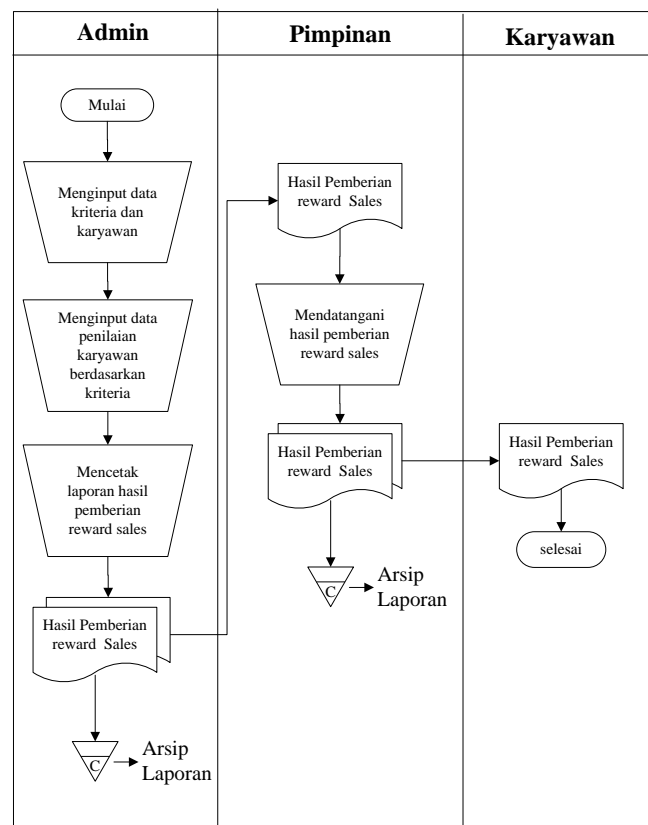 Admin
Pimpinan
Karyawan
Mulai
Menginput data
kriteria dan
karyawan
Menginput data
penilaian
karyawan
berdasarkan
kriteria
Mencetak
laporan hasil
pemberian
reward sales
Hasil Pemberian
reward Sales
C
Arsip
Laporan
Hasil Pemberian
reward Sales
Mendatangani
hasil pemberian
reward sales
Hasil Pemberian
reward Sales
C
Arsip
Laporan
Hasil Pemberian
reward Sales
selesai